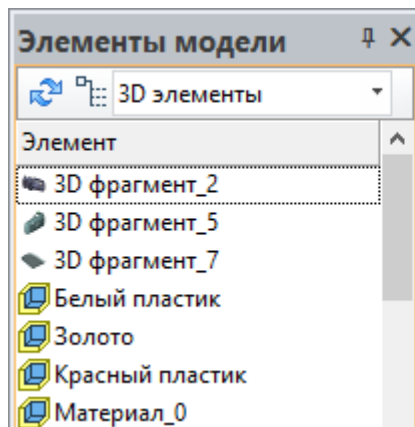 Элементы модели
3D элементы
Элемент
3D фрагмент_2
3D фрагмент_5
3D фрагмент_7
Белый пластик
Золото
Красный пластик
Материал_0